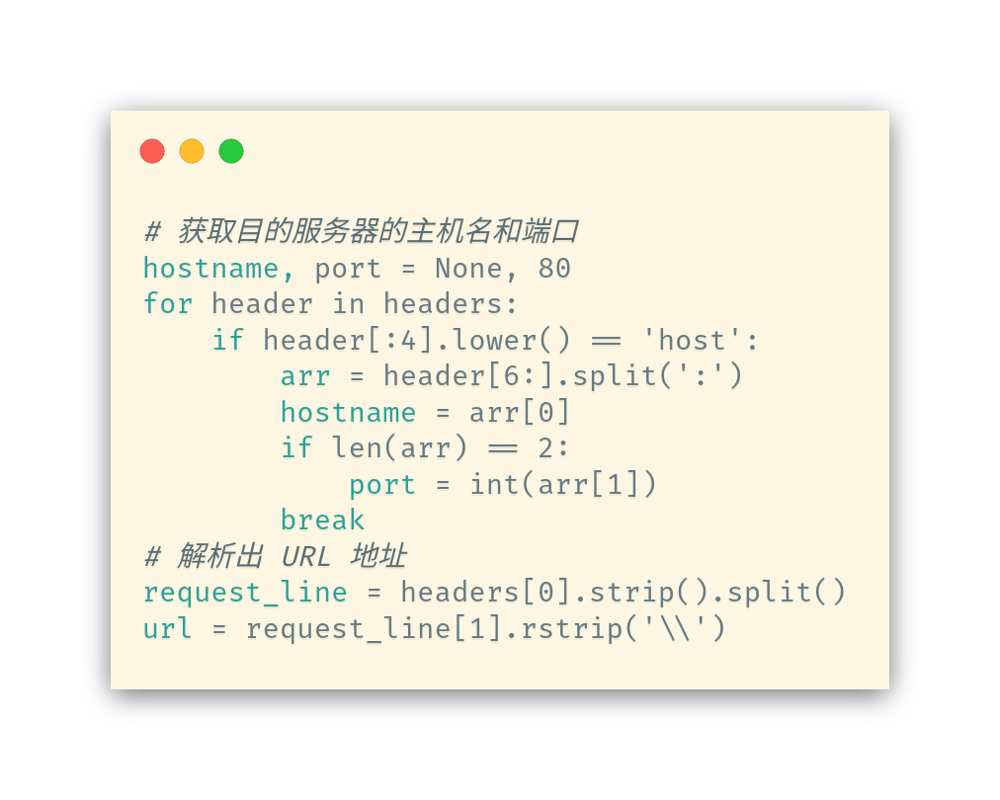 # 获取目的服务器的主机名和端口
hostname, port = None, 80
for header in headers:
    if header[:4].lower() == 'host':
        arr = header[6:].split(':')
        hostname = arr[0]
        if len(arr) == 2:
            port = int(arr[1])
        break
# 解析出 URL 地址
request_line = headers[0].strip().split()
url = request_line[1].rstrip('\\')